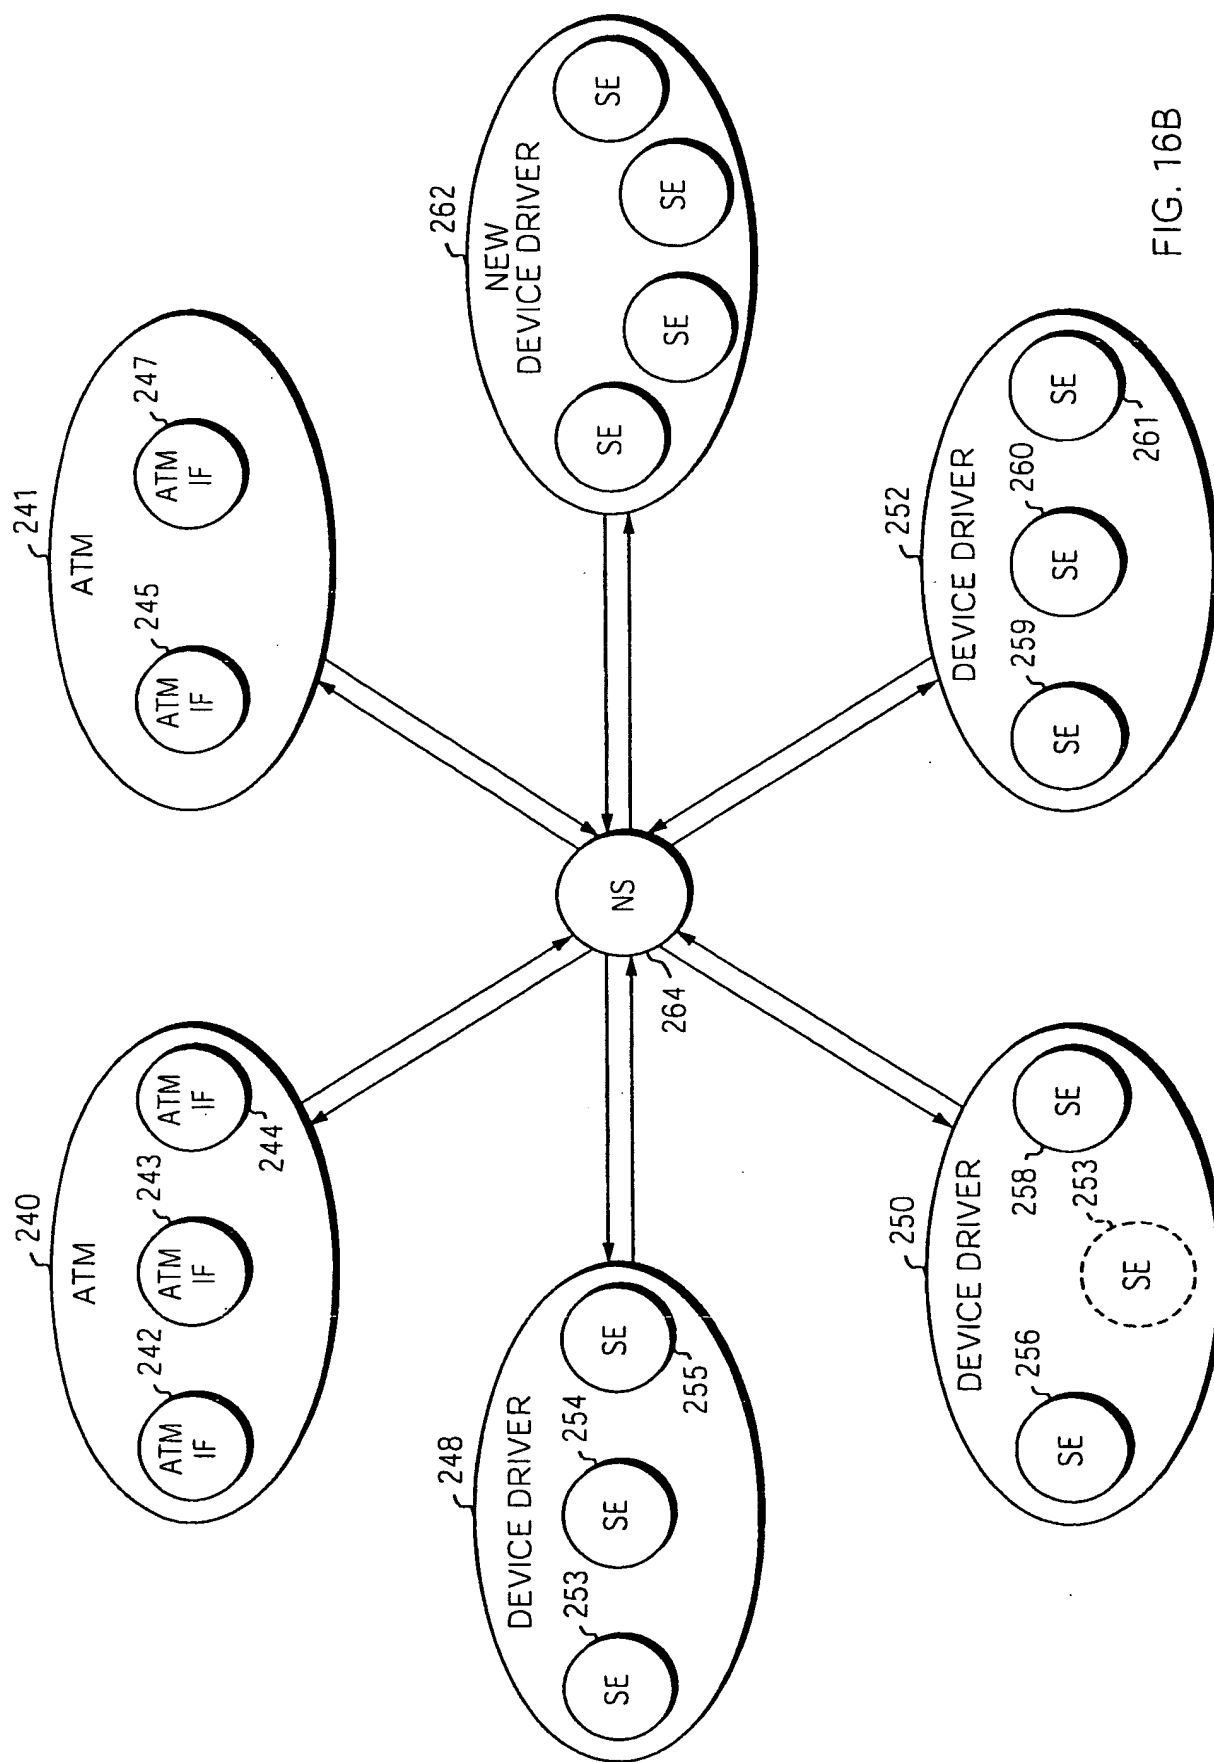 240
ATM
242
ATM
IF
243
ATM
IF
ATM
IF
244
241
ATM
245
ATM
IF
247
ATM
IF
248
DEVICE DRIVER
253
SE
254
SE
SE
255
NS
264
262
NEW
DEVICE DRIVER
SE
SE
SE
SE
250
DEVICE DRIVER
256
SE
253
SE
258
SE
252
DEVICE DRIVER
259
SE
260
SE
SE
261
FIG. 16B